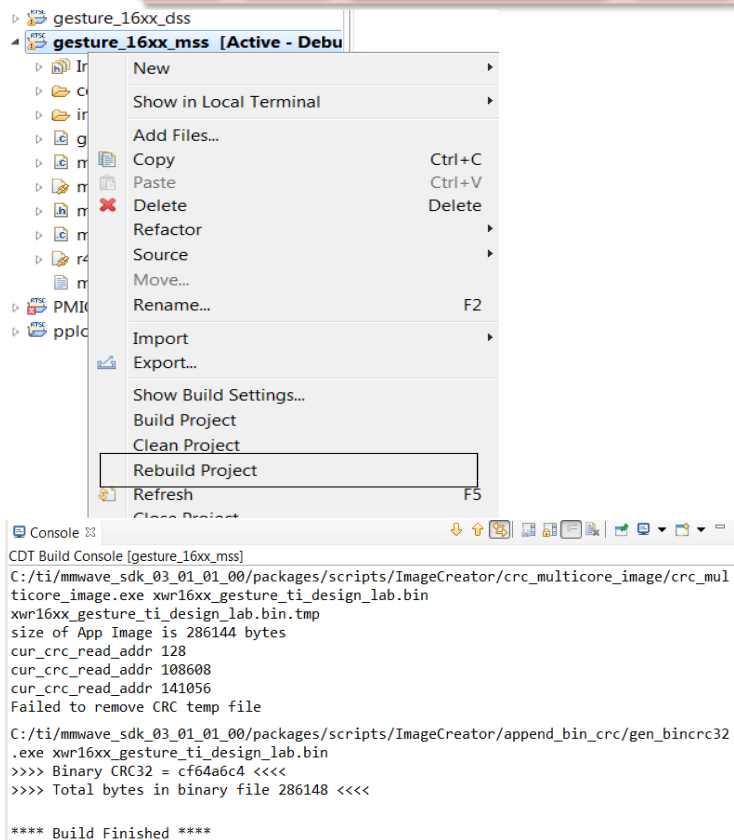 gesture_16xx_dss
gesture_16xx_mss [Active - Debu
New
Show in Local Terminal
Add Files...
Copy Ctrl+C
Paste Ctrl+V
Delete Delete
Refactor
Source
Move...
Rename... F2
PMI
Import
Export...
Show Build Settings...
Build Project
Clean Project
Rebuild Project
Refresh F5
Close Project
Console
CDT Build Console [gesture_16xx_mss]
C:/ti/mmwave_sdk_03_01_01_00/packages/scripts/ImageCreator/crc_multicore_image/crc_mul
ticore_image.exe xwr16xx_gesture_ti_design_lab.bin
xwr16xx_gesture_ti_design_lab.bin.tmp
size of App Image is 286144 bytes
cur_crc_read_addr 128
cur_crc_read_addr 108608
cur_crc_read_addr 141056
Failed to remove CRC temp file
C:/ti/mmwave_sdk_03_01_01_00/packages/scripts/ImageCreator/append_bin_crc/gen_bincrc32
.exe xwr16xx_gesture_ti_design_lab.bin
>>>> Binary CRC32 = cf64a6c4 <<<<
>>>> Total bytes in binary file 286148 <<<<
**** Build Finished ****